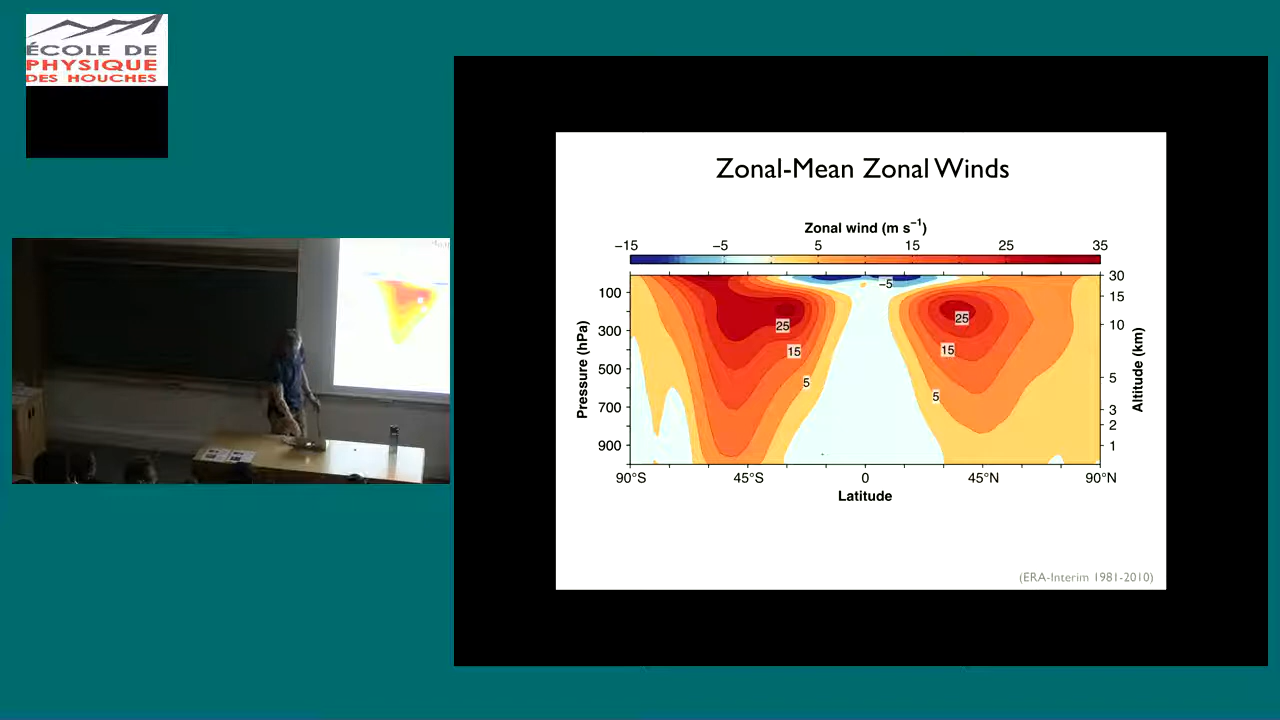 ÉCOLE DE
PHYSIQUE
DES HOUCHES
Zonal-Mean Zonal Winds
Zonal wind (m s⁻¹)
−15 −5 5 15 25 35
Pressure (hPa)
100
300
500
700
900
−5
25
25
15
15
5
5
30
15
10
5
3
2
1
Altitude (km)
90°S 45°S 0 45°N 90°N
Latitude
(ERA-Interim 1981-2010)